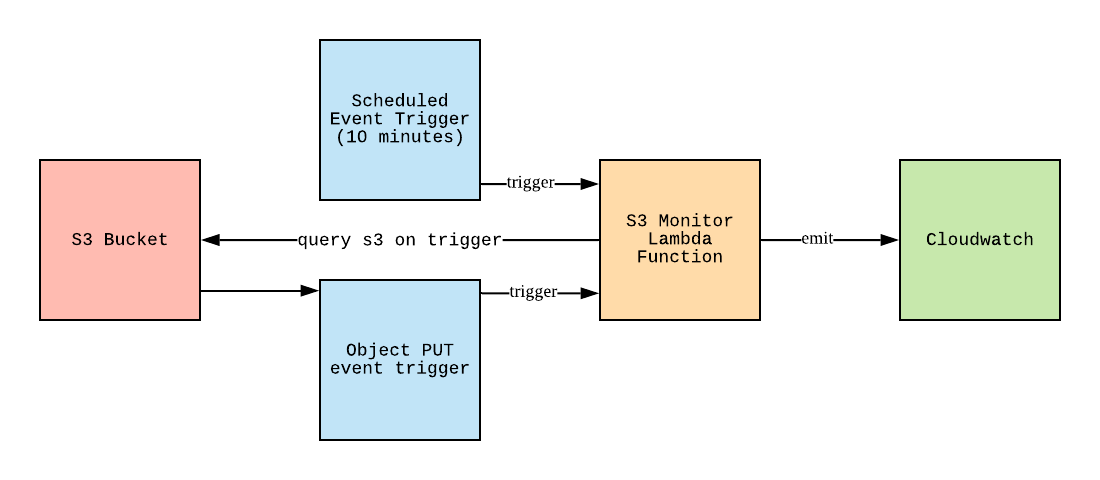 Scheduled
Event Trigger
(10 minutes)
trigger
S3 Bucket
query s3 on trigger
S3 Monitor
Lambda
Function
emit
Cloudwatch
trigger
Object PUT
event trigger